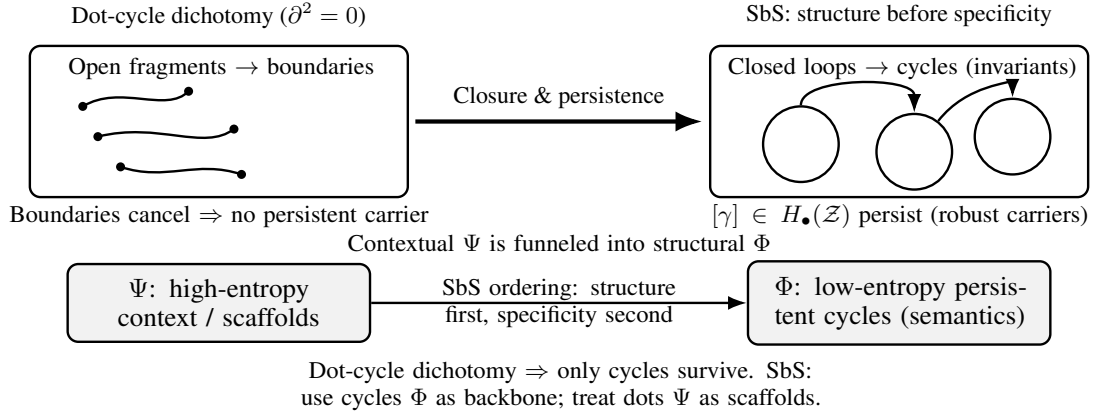 Dot-cycle dichotomy (∂² = 0)
SbS: structure before specificity
Open fragments → boundaries
Closure & persistence
Closed loops → cycles (invariants)
Boundaries cancel ⇒ no persistent carrier
[γ] ∈ H●(𝒵) persist (robust carriers)
Contextual Ψ is funneled into structural Φ
Ψ: high-entropy
context / scaffolds
SbS ordering: structure
first, specificity second
Φ: low-entropy persis-
tent cycles (semantics)
Dot-cycle dichotomy ⇒ only cycles survive. SbS:
use cycles Φ as backbone; treat dots Ψ as scaffolds.